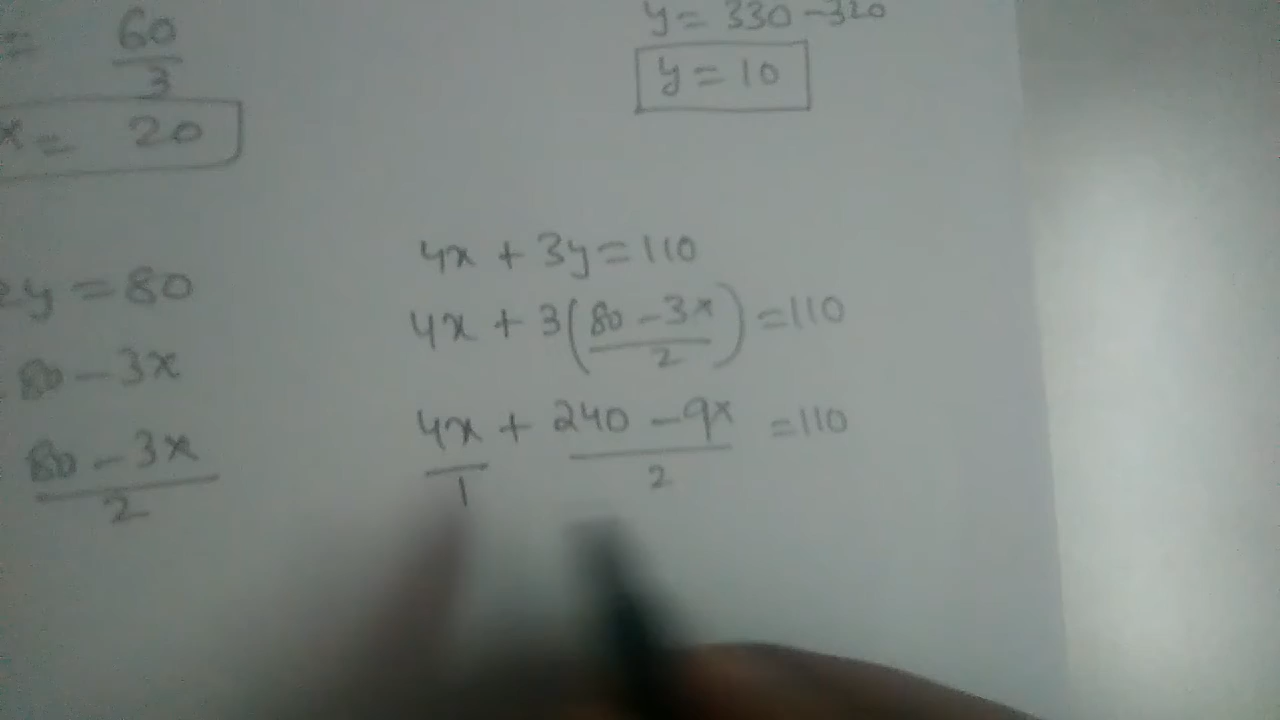 = 60/3
x = 20
y = 330 - 320
y = 10
2y = 80
80 - 3x
80 - 3x / 2
4x + 3y = 110
4x + 3(80 - 3x / 2) = 110
4x/1 + 240 - 9x / 2 = 110